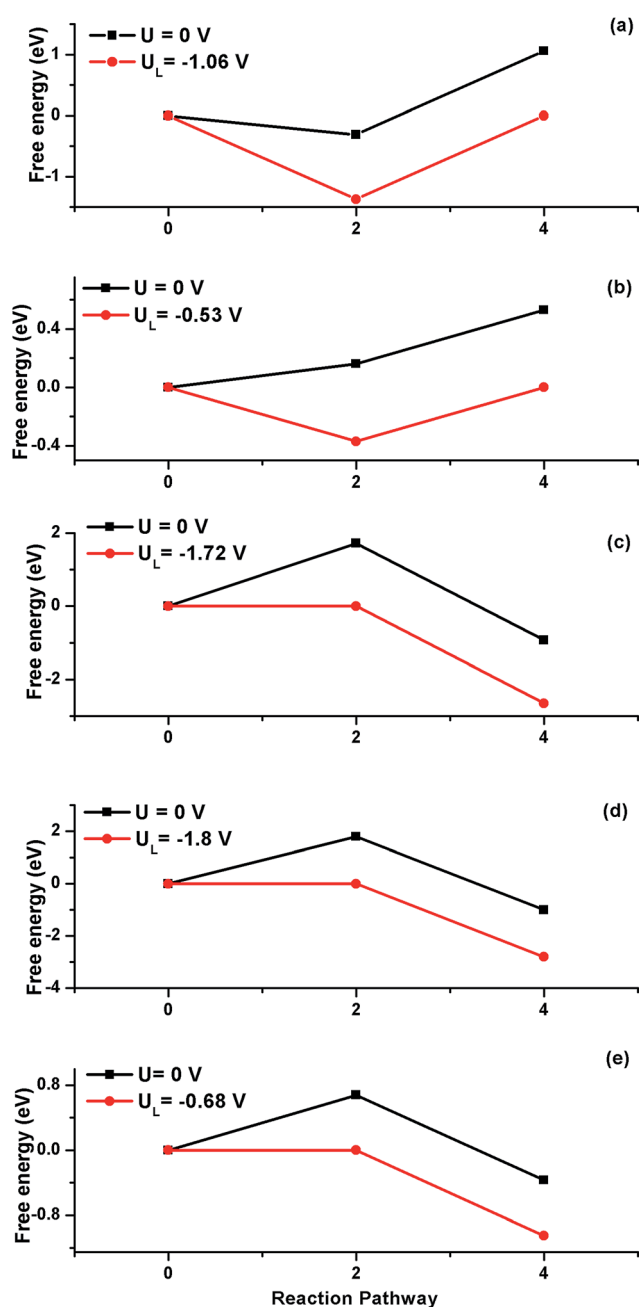 (a)
U = 0 V
U_L = -1.06 V
Free energy (eV)
1
0
-1
0 2 4
(b)
U = 0 V
U_L = -0.53 V
Free energy (eV)
0.4
0.0
-0.4
0 2 4
(c)
U = 0 V
U_L = -1.72 V
Free energy (eV)
2
0
-2
0 2 4
(d)
U = 0 V
U_L = -1.8 V
Free energy (eV)
2
0
-2
-4
0 2 4
(e)
U= 0 V
U_L = -0.68 V
Free energy (eV)
0.8
0.0
-0.8
0 2 4
Reaction Pathway